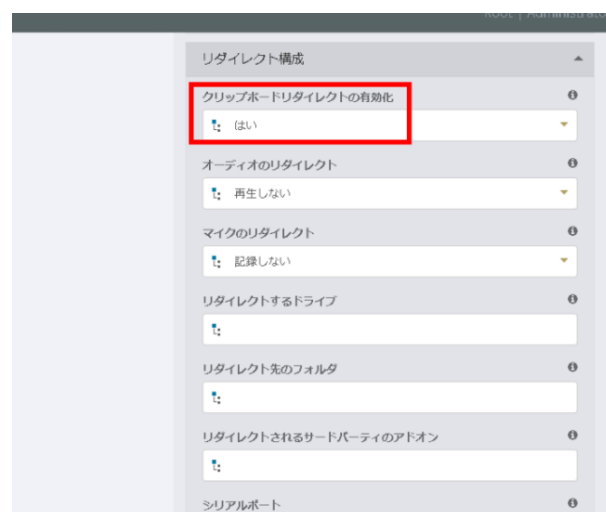 Root | Administrato
リダイレクト構成
クリップボードリダイレクトの有効化
はい
オーディオのリダイレクト
再生しない
マイクのリダイレクト
記録しない
リダイレクトするドライブ
リダイレクト先のフォルダ
リダイレクトされるサードパーティのアドオン
シリアルポート